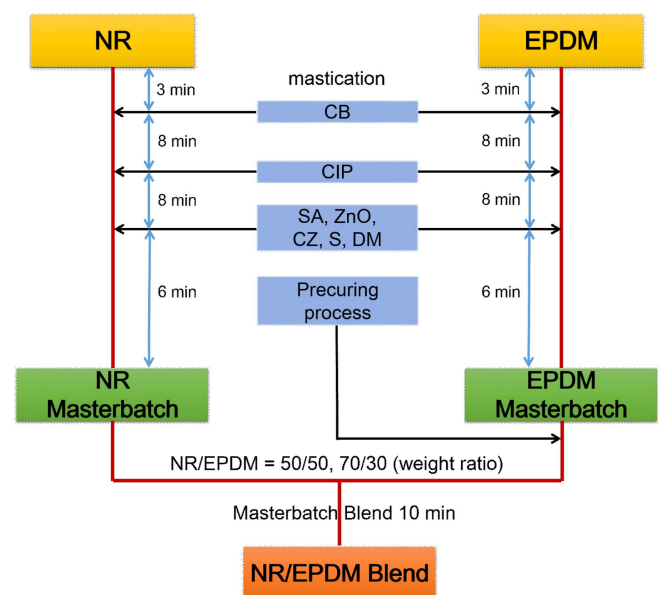 NR
EPDM
mastication
3 min
3 min
CB
8 min
8 min
CIP
8 min
8 min
SA, ZnO,
CZ, S, DM
6 min
6 min
Precuring
process
NR
Masterbatch
EPDM
Masterbatch
NR/EPDM = 50/50, 70/30 (weight ratio)
Masterbatch Blend 10 min
NR/EPDM Blend